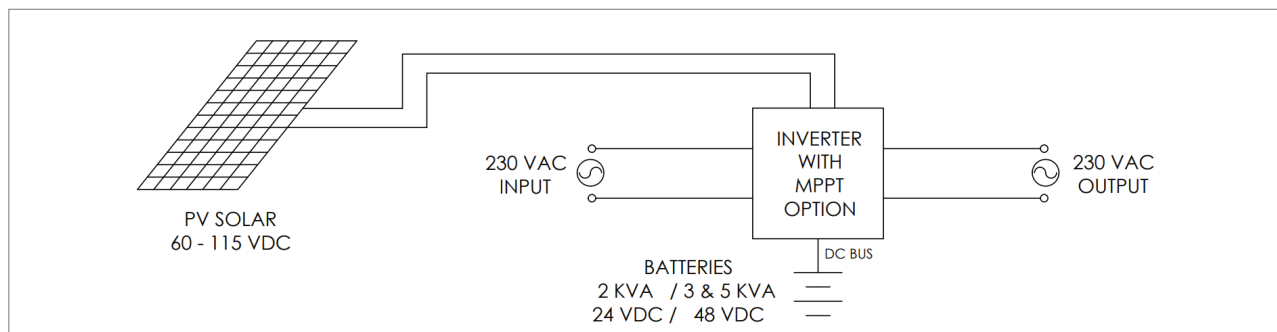 PV SOLAR
60 - 115 VDC
230 VAC
INPUT
INVERTER
WITH
MPPT
OPTION
230 VAC
OUTPUT
DC BUS
BATTERIES
2 KVA / 3 & 5 KVA
24 VDC / 48 VDC